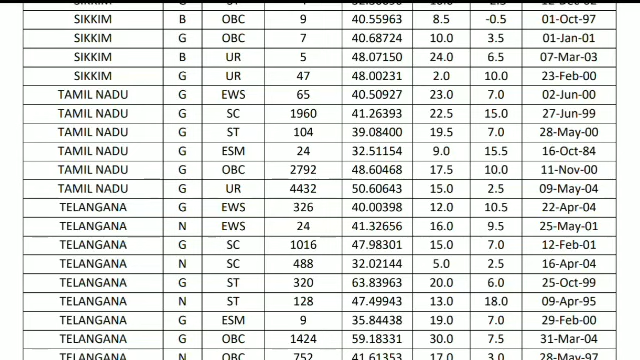 SIKKIM B OBC 9 40.55963 8.5 -0.5 01-Oct-97
SIKKIM G OBC 7 40.68724 10.0 3.5 01-Jan-01
SIKKIM B UR 5 48.07150 24.0 6.5 07-Mar-03
SIKKIM G UR 47 48.00231 2.0 10.0 23-Feb-00
TAMIL NADU G EWS 65 40.50927 23.0 7.0 02-Jun-00
TAMIL NADU G SC 1960 41.26393 22.5 15.0 27-Jun-99
TAMIL NADU G ST 104 39.08400 19.5 7.0 28-May-00
TAMIL NADU G ESM 24 32.51154 9.0 15.5 16-Oct-84
TAMIL NADU G OBC 2792 48.60468 17.5 10.0 11-Nov-00
TAMIL NADU G UR 4432 50.60643 15.0 2.5 09-May-04
TELANGANA G EWS 326 40.00398 12.0 10.5 22-Apr-04
TELANGANA N EWS 24 41.32656 16.0 9.5 25-May-01
TELANGANA G SC 1016 47.98301 15.0 7.0 12-Feb-01
TELANGANA N SC 488 32.02144 5.0 2.5 16-Apr-04
TELANGANA G ST 320 63.83963 20.0 6.0 25-Oct-99
TELANGANA N ST 128 47.49943 13.0 18.0 09-Apr-95
TELANGANA G ESM 9 35.84438 19.0 7.0 29-Feb-00
TELANGANA G OBC 1424 59.18331 30.0 7.5 31-Mar-04
TELANGANA N OBC 752 41.61353 17.0 3.0 28-May-97